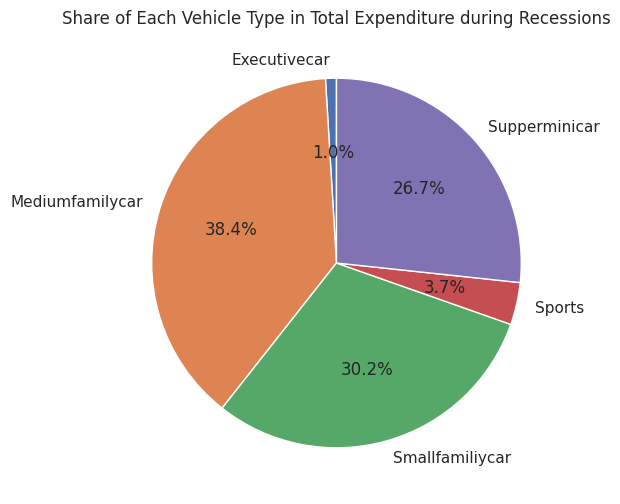 Share of Each Vehicle Type in Total Expenditure during Recessions
Executivecar
1.0%
Supperminicar
26.7%
Mediumfamilycar
38.4%
3.7%
Sports
30.2%
Smallfamiliycar